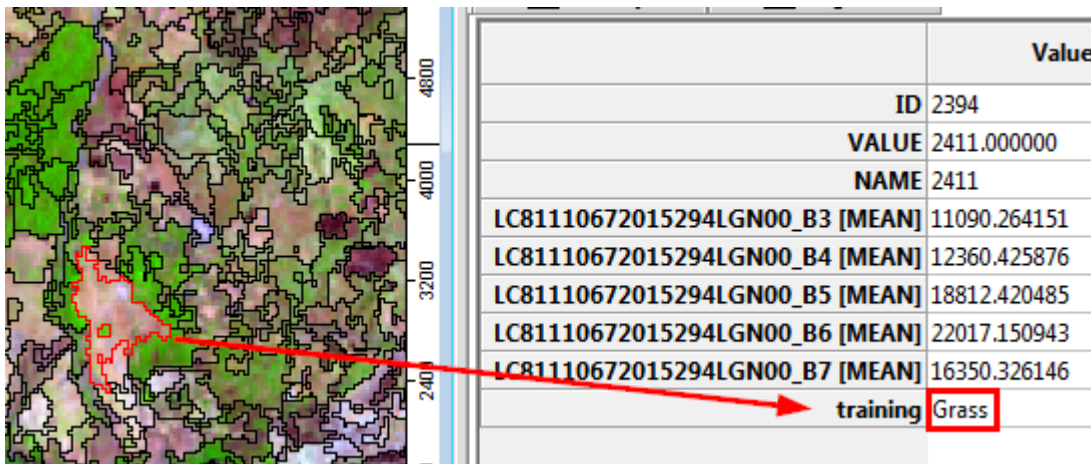 Value
ID 2394
VALUE 2411.000000
NAME 2411
LC81110672015294LGN00_B3 [MEAN] 11090.264151
LC81110672015294LGN00_B4 [MEAN] 12360.425876
LC81110672015294LGN00_B5 [MEAN] 18812.420485
LC81110672015294LGN00_B6 [MEAN] 22017.150943
LC81110672015294LGN00_B7 [MEAN] 16350.326146
training Grass
4800
4000
3200
2400